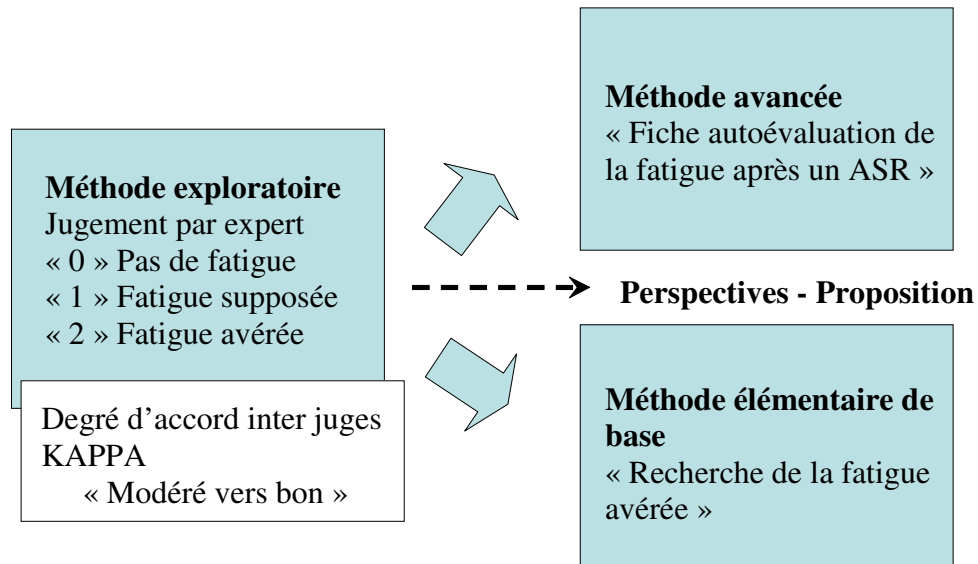 Méthode exploratoire
Jugement par expert
« 0 » Pas de fatigue
« 1 » Fatigue supposée
« 2 » Fatigue avérée
Degré d’accord inter juges
KAPPA
« Modéré vers bon »
Méthode avancée
« Fiche autoévaluation de
la fatigue après un ASR »
Perspectives - Proposition
Méthode élémentaire de
base
« Recherche de la fatigue
avérée »